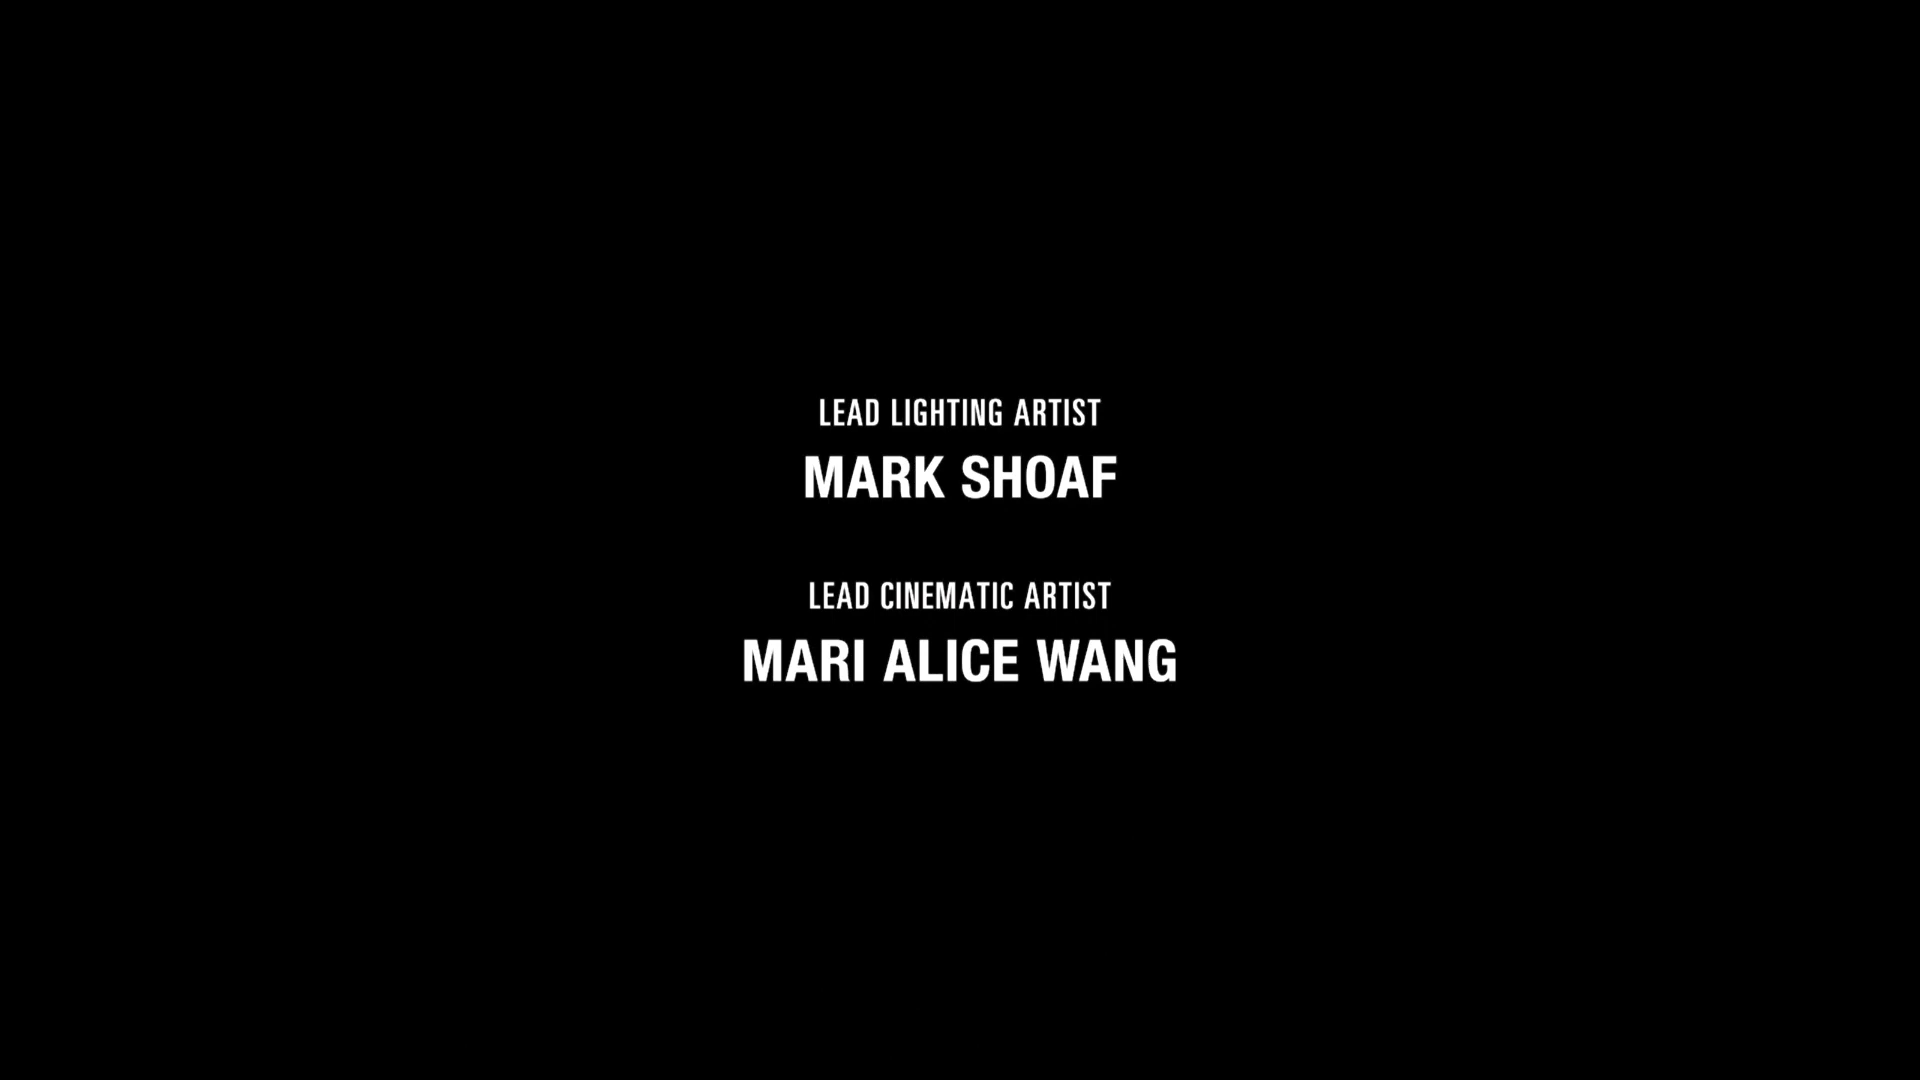 LEAD LIGHTING ARTIST
MARK SHOAF
LEAD CINEMATIC ARTIST
MARI ALICE WANG